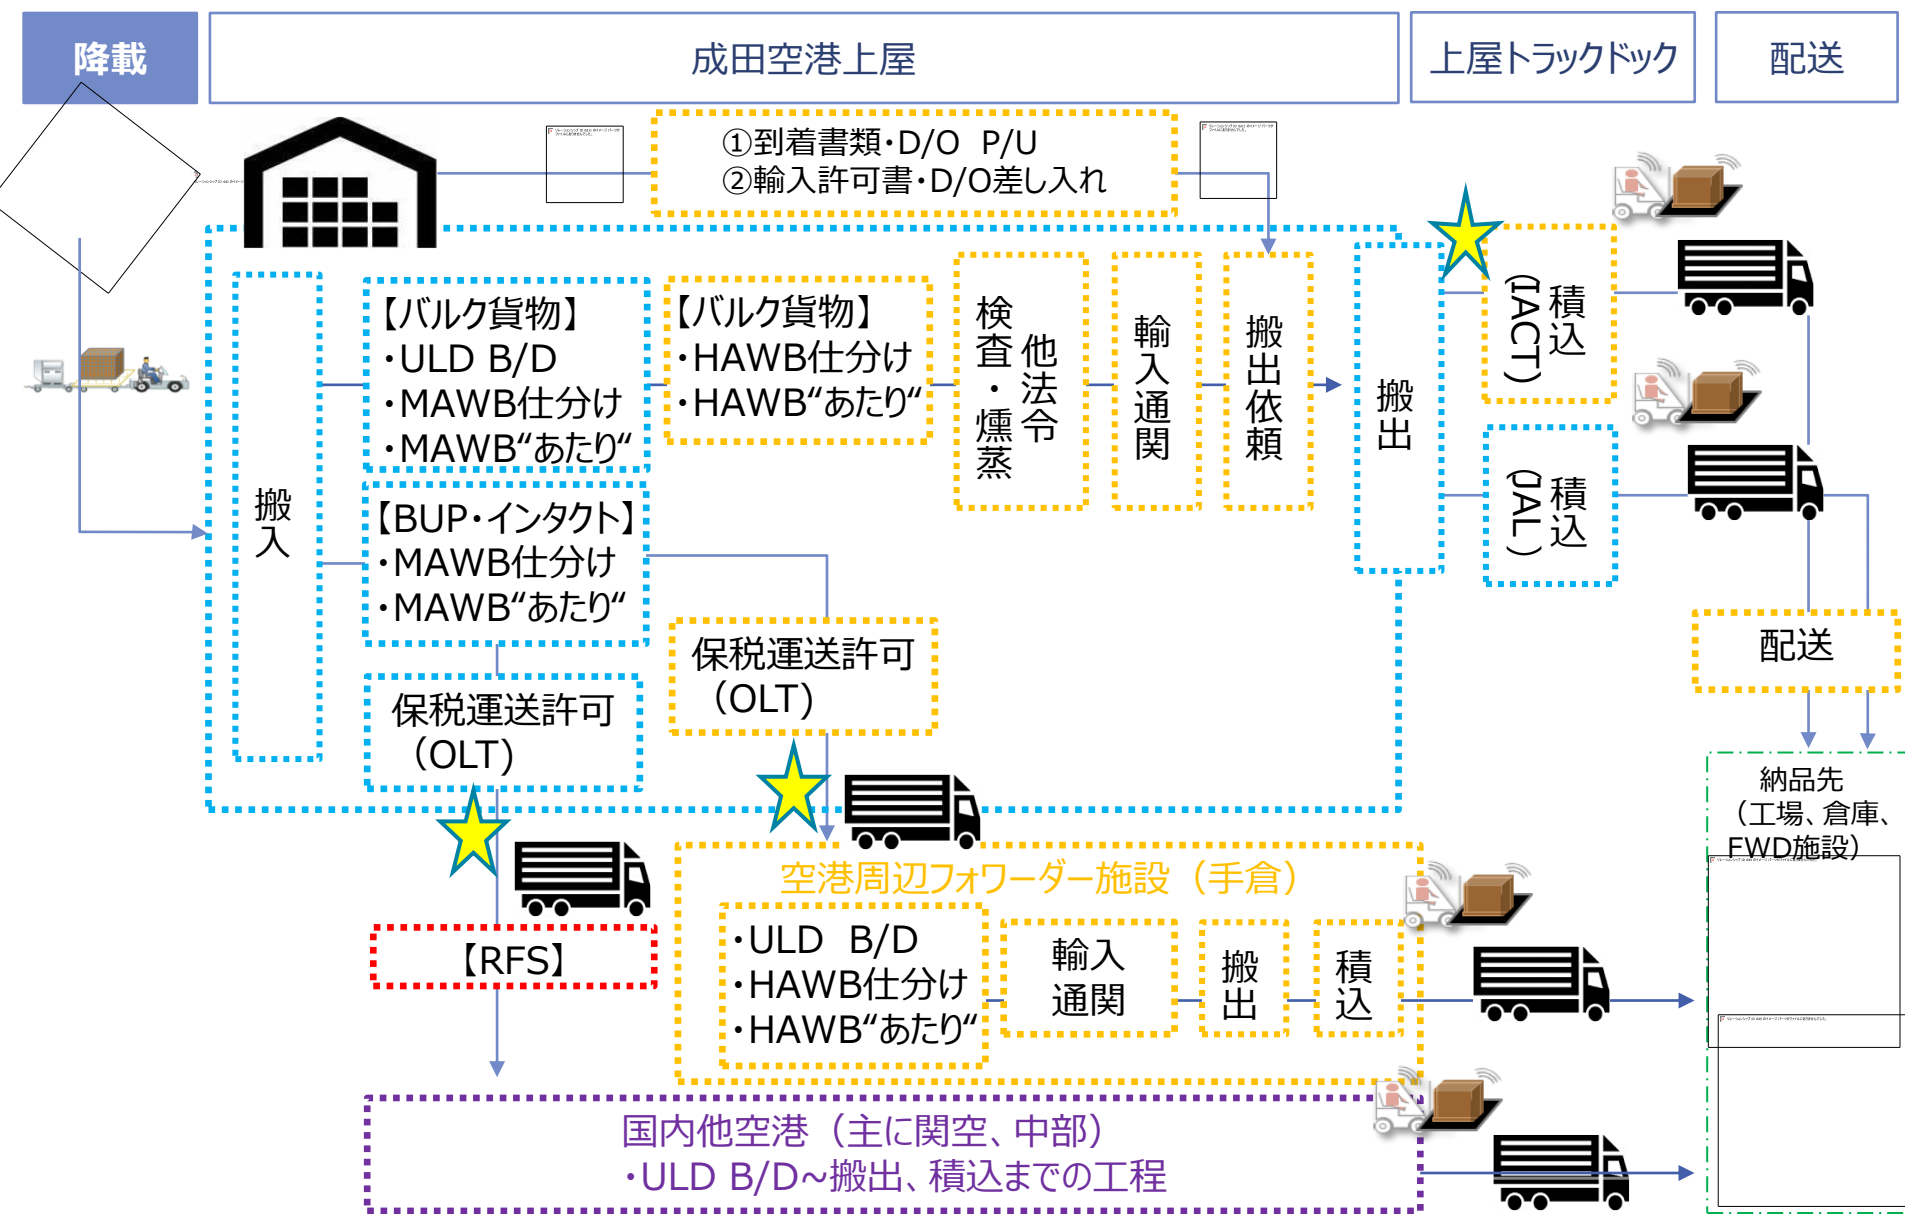 降載
成田空港上屋
上屋トラックドック
配送
①到着書類・D/O P/U
②輸入許可書・D/O差し入れ
搬入
【バルク貨物】
・ULD B/D
・MAWB仕分け
・MAWB“あたり“
【バルク貨物】
・HAWB仕分け
・HAWB“あたり“
他法令
検査・燻蒸
輸入通関
搬出依頼
搬出
積込
(IACT)
積込
(JAL)
【BUP・インタクト】
・MAWB仕分け
・MAWB“あたり“
保税運送許可
（OLT)
保税運送許可
（OLT)
配送
納品先
（工場、倉庫、
FWD施設）
【RFS】
空港周辺フォワーダー施設（手倉）
・ULD B/D
・HAWB仕分け
・HAWB“あたり“
輸入
通関
搬出
積込
国内他空港（主に関空、中部）
・ULD B/D~搬出、積込までの工程